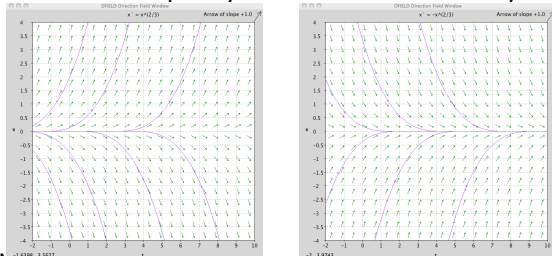 DFIELD Direction Field Window
x ' = x^(2/3)
Arrow of slope +1.0
4
3.5
3
2.5
2
1.5
1
0.5
x 0
-0.5
-1
-1.5
-2
-2.5
-3
-3.5
-4
-2 -1 0 1 2 3 4 5 6 7 8 9 10
t
DFIELD Direction Field Window
x ' = -x^(2/3)
Arrow of slope +1.0
4
3.5
3
2.5
2
1.5
1
0.5
x 0
-0.5
-1
-1.5
-2
-2.5
-3
-3.5
-4
-2 -1 0 1 2 3 4 5 6 7 8 9 10
t